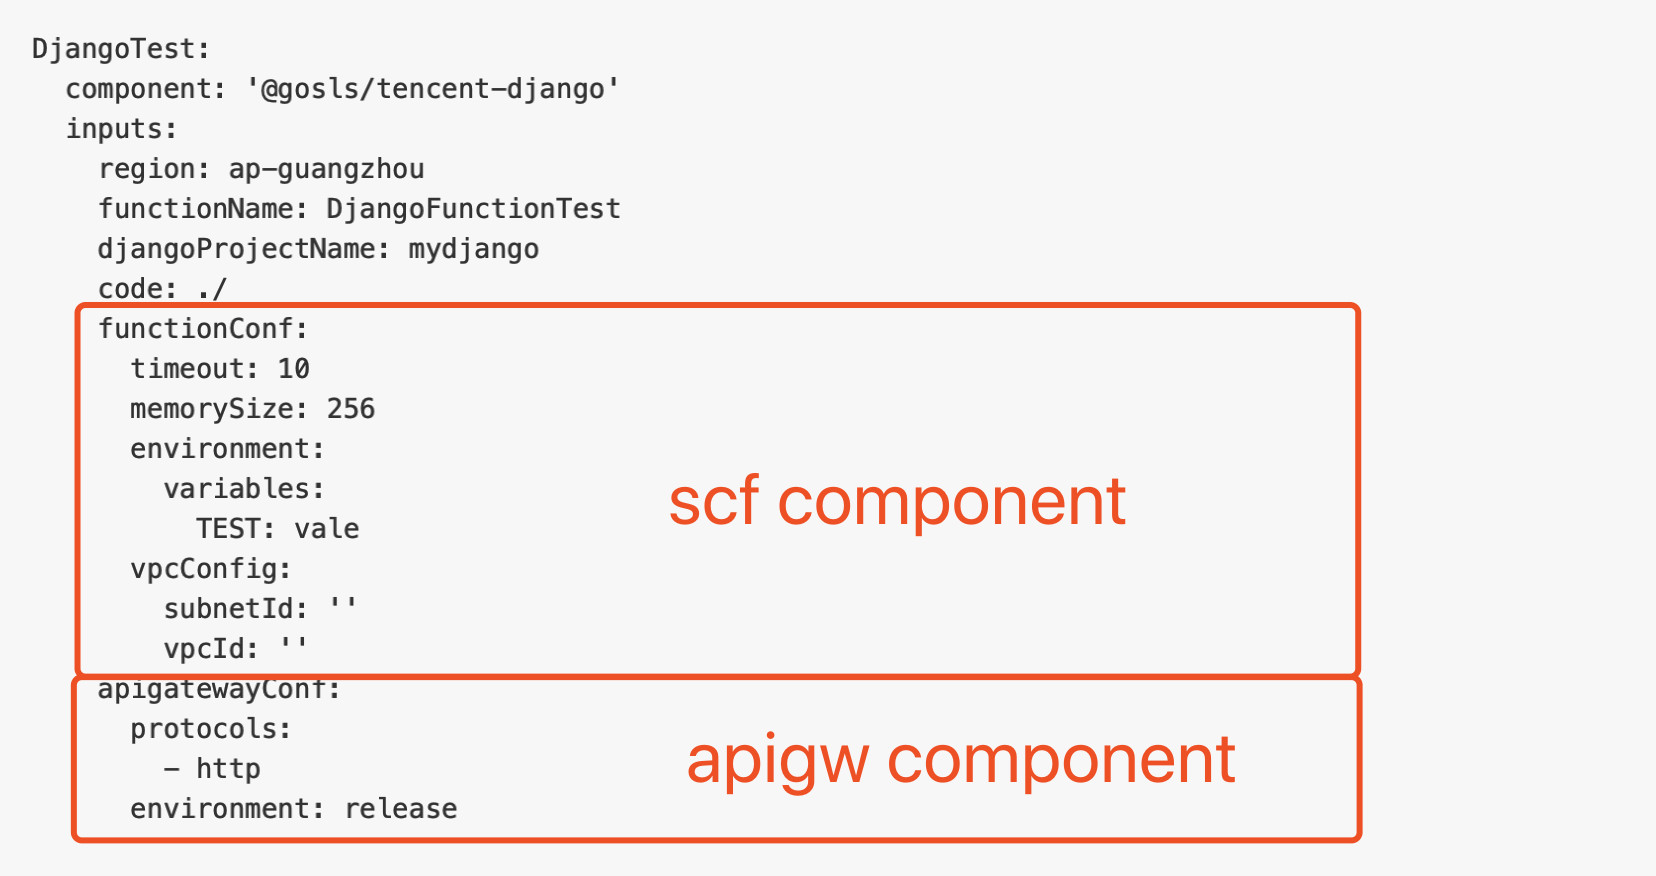 DjangoTest:
  component: '@gosls/tencent-django'
  inputs:
    region: ap-guangzhou
    functionName: DjangoFunctionTest
    djangoProjectName: mydjango
    code: ./
    functionConf:
      timeout: 10
      memorySize: 256
      environment:
        variables:
          TEST: vale
      vpcConfig:
        subnetId: ''
        vpcId: ''
scf component
    apigatewayConf:
      protocols:
        - http
      environment: release
apigw component